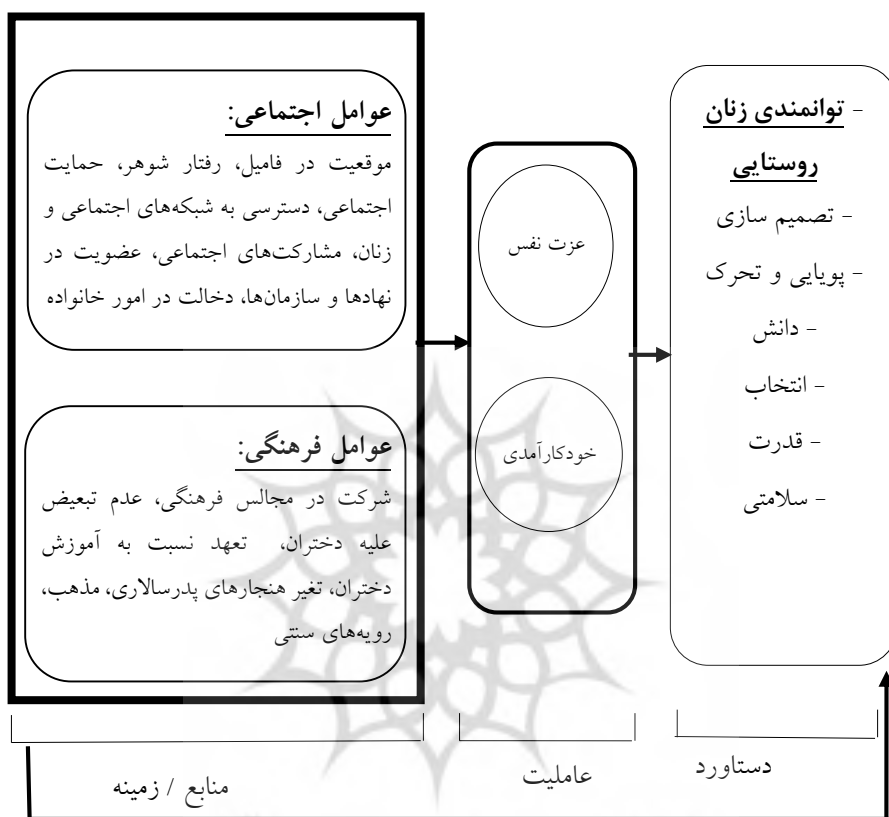 عوامل اجتماعی:
موقعیت در فامیل، رفتار شوهر، حمایت
اجتماعی، دسترسی به شبکه‌های اجتماعی و
زنان، مشارکت‌های اجتماعی، عضویت در
نهادها و سازمان‌ها، دخالت در امور خانواده
عوامل فرهنگی:
شرکت در مجالس فرهنگی، عدم تبعیض
علیه دختران، تعهد نسبت به آموزش
دختران، تغیر هنجارهای پدرسالاری، مذهب،
رویه‌های سنتی
عزت نفس
خودکارآمدی
- توانمندی زنان
روستایی
- تصمیم سازی
- پویایی و تحرک
- دانش
- انتخاب
- قدرت
- سلامتی
منابع / زمینه
عاملیت
دستاورد